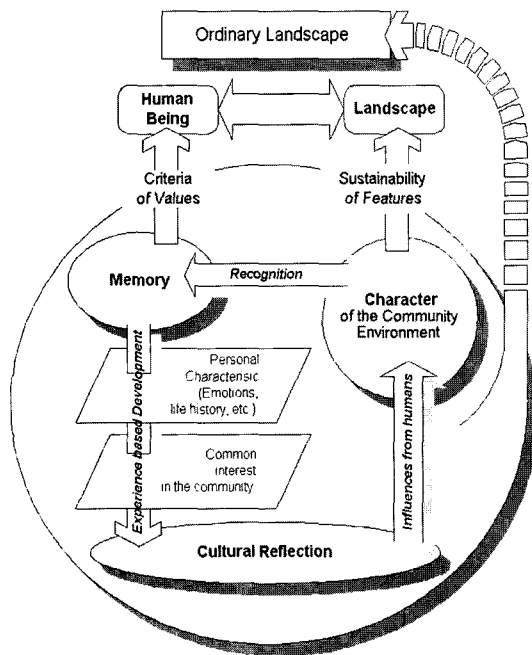 Ordinary Landscape
Human
Being
Landscape
Criteria
of Values
Sustainability
of Features
Memory
Recognition
Character
of the Community
Environment
Personal
Characteristic
(Emotions,
life history, etc.)
Experience based Development
Common
interest
in the community
Influences from humans
Cultural Reflection